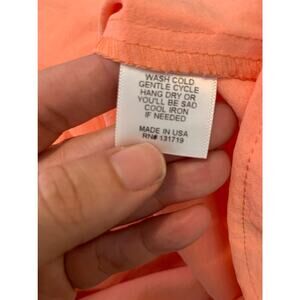 WASH COLD
GENTLE CYCLE
HANG DRY OR
YOU'LL BE SAD
COOL IRON
IF NEEDED
MADE IN USA
RN# 131719